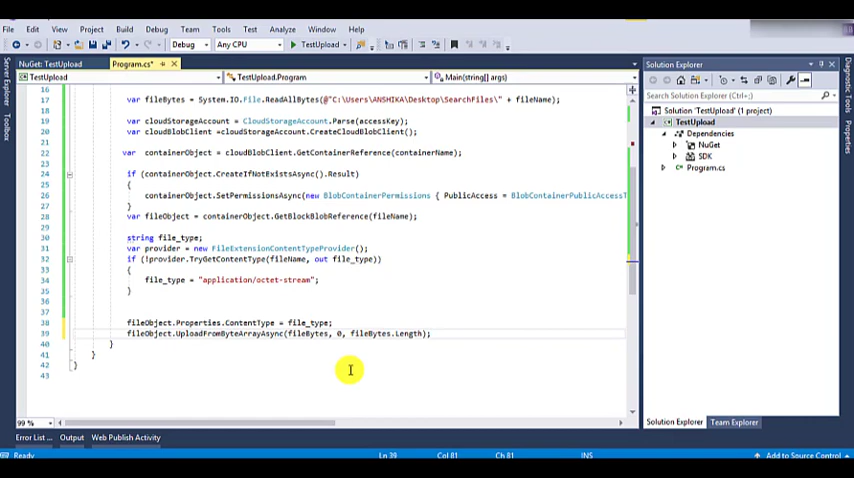 File Edit View Project Build Debug Team Tools Test Analyze Window Help
Debug Any CPU TestUpload
NuGet: TestUpload Program.cs*
TestUpload TestUpload.Program Main(string[] args)
16
17 var fileBytes = System.IO.File.ReadAllBytes(@"C:\Users\ANSHIKA\Desktop\SearchFiles\" + fileName);
18
19 var cloudStorageAccount = CloudStorageAccount.Parse(accessKey);
20 var cloudBlobClient =cloudStorageAccount.CreateCloudBlobClient();
21
22 var containerObject = cloudBlobClient.GetContainerReference(containerName);
23
24 if (containerObject.CreateIfNotExistsAsync().Result
25 {
26 containerObject.SetPermissionsAsync(new BlobContainerPermissions { PublicAccess = BlobContainerPublicAccessT
27 }
28 var fileObject = containerObject.GetBlockBlobReference(fileName);
29
30 string file_type;
31 var provider = new FileExtensionContentTypeProvider();
32 if (!provider.TryGetContentType(fileName, out file_type))
33 {
34 file_type = "application/octet-stream";
35 }
36
37
38 fileObject.Properties.ContentType = file_type;
39 fileObject.UploadFromByteArrayAsync(fileBytes, 0, fileBytes.Length);
40 }
41 }
42 }
43
99 %
Error List ... Output Web Publish Activity
Ready Ln 39 Col 81 Ch 81 INS Add to Source Control
Server Explorer
Toolbox
Solution Explorer
Search Solution Explorer (Ctrl+;)
Solution 'TestUpload' (1 project)
TestUpload
Dependencies
NuGet
SDK
Program.cs
Solution Explorer Team Explorer
Diagnostic Tools
Properties